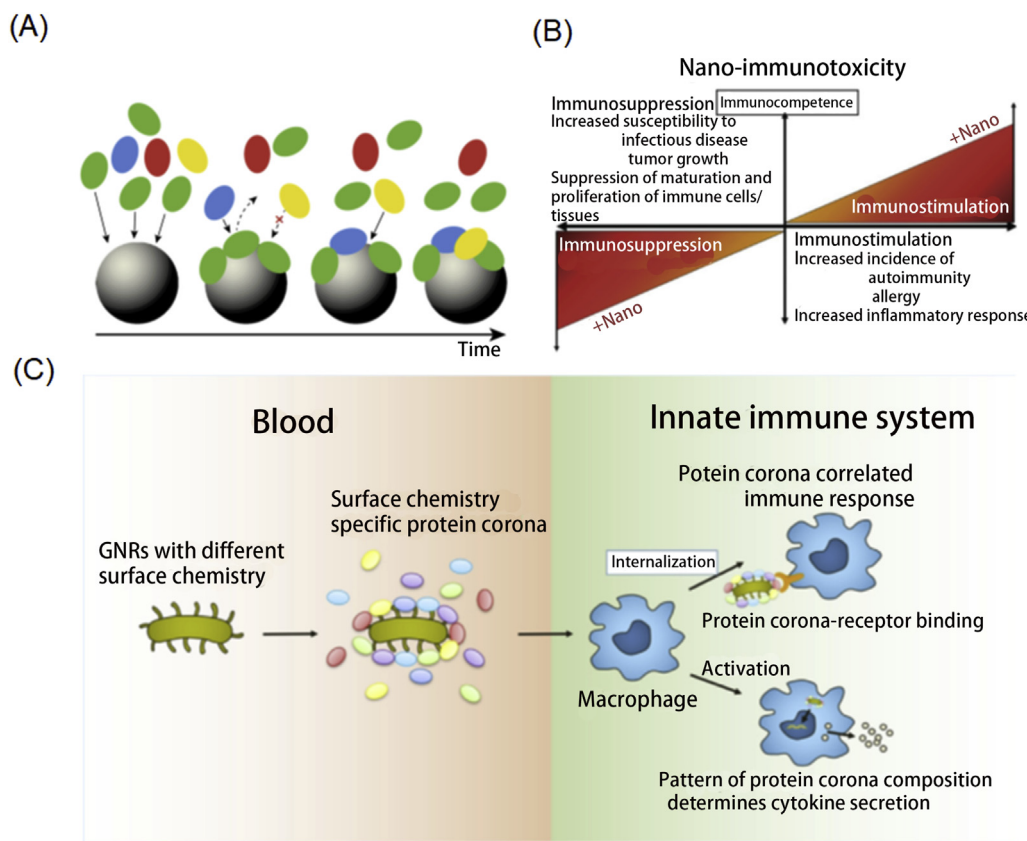 (A)
Time
(B)
Nano-immunotoxicity
Immunosuppression
Immunocompetence
Increased susceptibility to
infectious disease
tumor growth
Suppression of maturation and
proliferation of immune cells/
tissues
+Nano
Immunostimulation
Immunosuppression
+Nano
Immunostimulation
Increased incidence of
autoimmunity
allergy
Increased inflammatory response
(C)
Blood
Innate immune system
GNRs with different
surface chemistry
Surface chemistry
specific protein corona
Potein corona correlated
immune response
Internalization
Protein corona-receptor binding
Macrophage
Activation
Pattern of protein corona composition
determines cytokine secretion